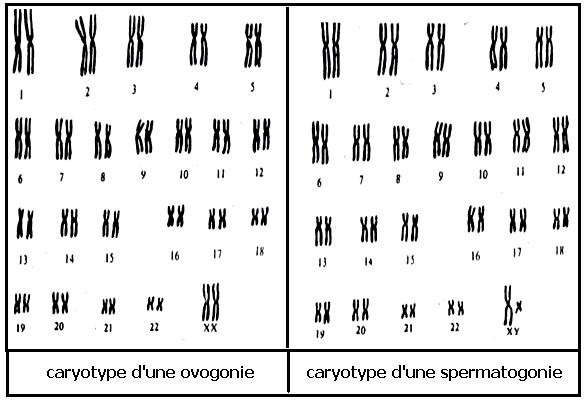 1 2 3 4 5
6 7 8 9 10 11 12
13 14 15 16 17 18
19 20 21 22 XX
caryotype d'une ovogonie
1 2 3 4 5
6 7 8 9 10 11 12
13 14 15 16 17 18
19 20 21 22 XY
caryotype d'une spermatogonie